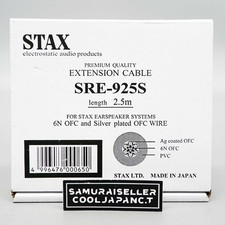 STAX
electrostatic audio products
PREMIUM QUALITY
EXTENSION CABLE
SRE-925S
length 2.5m
FOR STAX EARSPEAKER SYSTEMS
6N OFC and Silver plated OFC WIRE
Ag coated OFC
6N OFC
PVC
4 996476 000650
STAX LTD. MADE IN JAPAN
SAMURAISELLER
COOLJAPANC.T